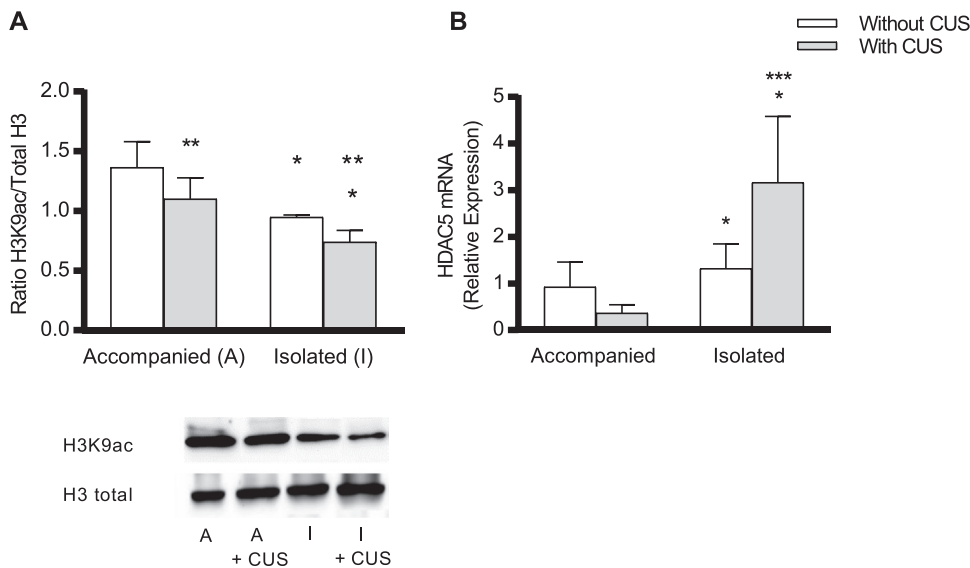 A
B
Without CUS
With CUS
Ratio H3K9ac/Total H3
2.0
1.5
1.0
0.5
0.0
**
*
**
*
Accompanied (A)
Isolated (I)
HDAC5 mRNA
(Relative Expression)
5
4
3
2
1
0
*
***
*
Accompanied
Isolated
H3K9ac
H3 total
A
A
+ CUS
I
I
+ CUS